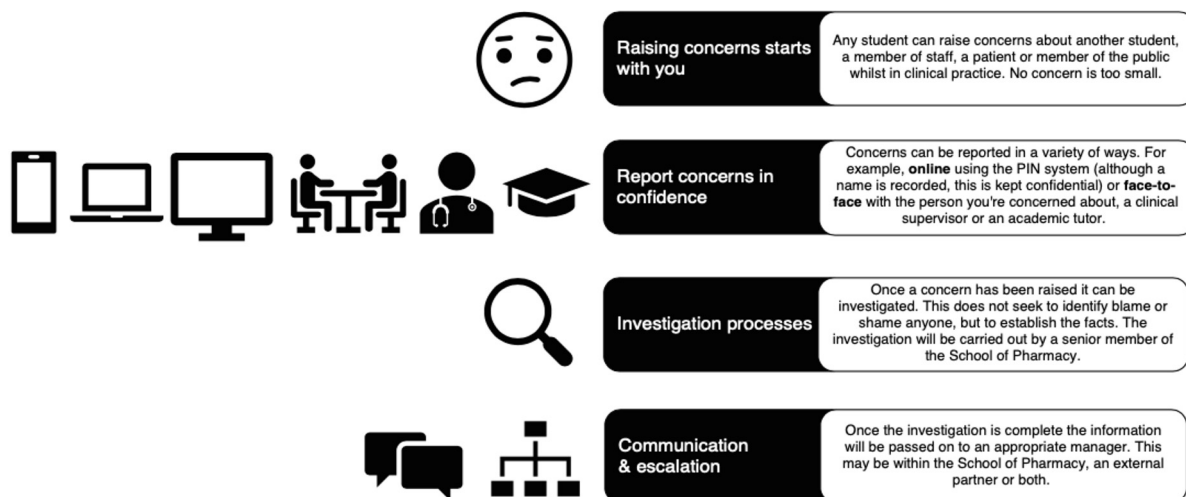 Raising concerns starts
with you
Any student can raise concerns about another student,
a member of staff, a patient or member of the public
whilst in clinical practice. No concern is too small.
Report concerns in
confidence
Concerns can be reported in a variety of ways. For
example, online using the PIN system (although a
name is recorded, this is kept confidential) or face-to-
face with the person you're concerned about, a clinical
supervisor or an academic tutor.
Investigation processes
Once a concern has been raised it can be
investigated. This does not seek to identify blame or
shame anyone, but to establish the facts. The
investigation will be carried out by a senior member of
the School of Pharmacy.
Communication
& escalation
Once the investigation is complete the information
will be passed on to an appropriate manager. This
may be within the School of Pharmacy, an external
partner or both.